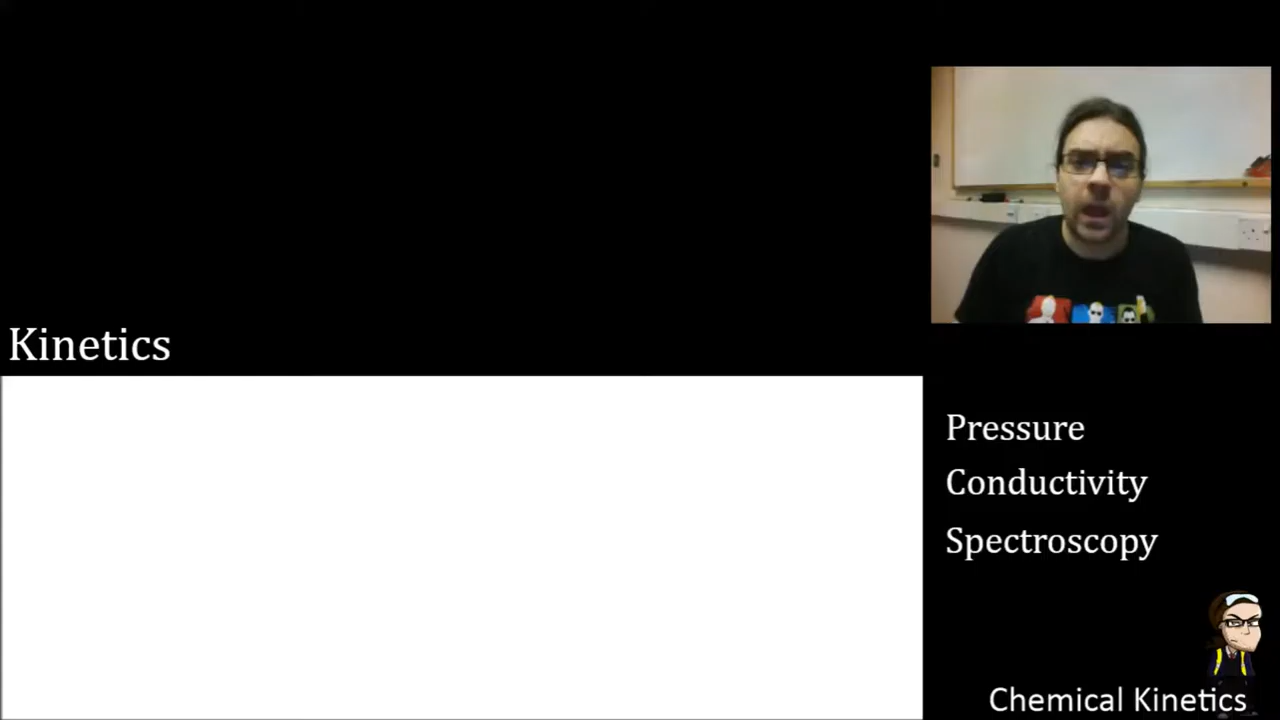 Kinetics
Pressure
Conductivity
Spectroscopy
Chemical Kinetics